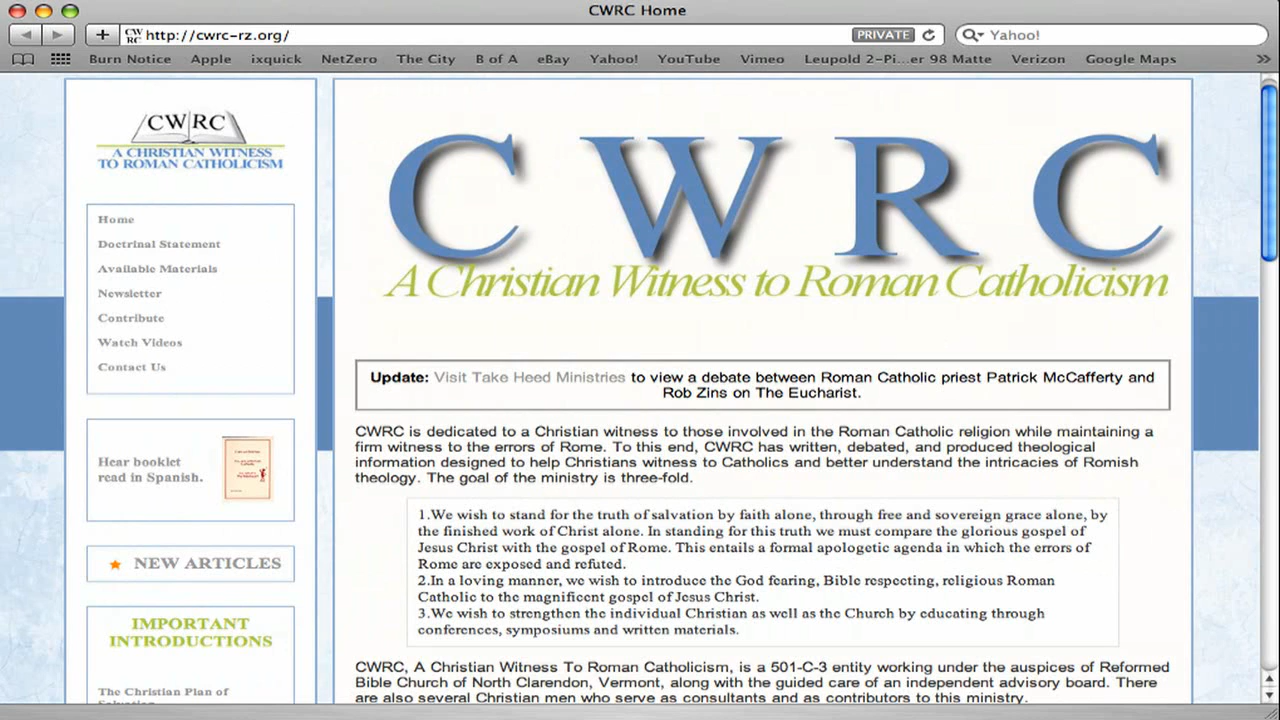 CWRC Home
CW
RC
http://cwrc-rz.org/
PRIVATE
Yahoo!
Burn Notice Apple ixquick NetZero The City B of A eBay Yahoo! YouTube Vimeo Leupold 2-Pi...er 98 Matte Verizon Google Maps
CWRC
A CHRISTIAN WITNESS
TO ROMAN CATHOLICISM
Home
Doctrinal Statement
Available Materials
Newsletter
Contribute
Watch Videos
Contact Us
Hear booklet
read in Spanish.
NEW ARTICLES
IMPORTANT
INTRODUCTIONS
The Christian Plan of
Salvation
C W R C
A Christian Witness to Roman Catholicism
Update: Visit Take Heed Ministries to view a debate between Roman Catholic priest Patrick McCafferty and
Rob Zins on The Eucharist.
CWRC is dedicated to a Christian witness to those involved in the Roman Catholic religion while maintaining a
firm witness to the errors of Rome. To this end, CWRC has written, debated, and produced theological
information designed to help Christians witness to Catholics and better understand the intricacies of Romish
theology. The goal of the ministry is three-fold.
1.We wish to stand for the truth of salvation by faith alone, through free and sovereign grace alone, by
the finished work of Christ alone. In standing for this truth we must compare the glorious gospel of
Jesus Christ with the gospel of Rome. This entails a formal apologetic agenda in which the errors of
Rome are exposed and refuted.
2.In a loving manner, we wish to introduce the God fearing, Bible respecting, religious Roman
Catholic to the magnificent gospel of Jesus Christ.
3.We wish to strengthen the individual Christian as well as the Church by educating through
conferences, symposiums and written materials.
CWRC, A Christian Witness To Roman Catholicism, is a 501-C-3 entity working under the auspices of Reformed
Bible Church of North Clarendon, Vermont, along with the guided care of an independent advisory board. There
are also several Christian men who serve as consultants and as contributors to this ministry.